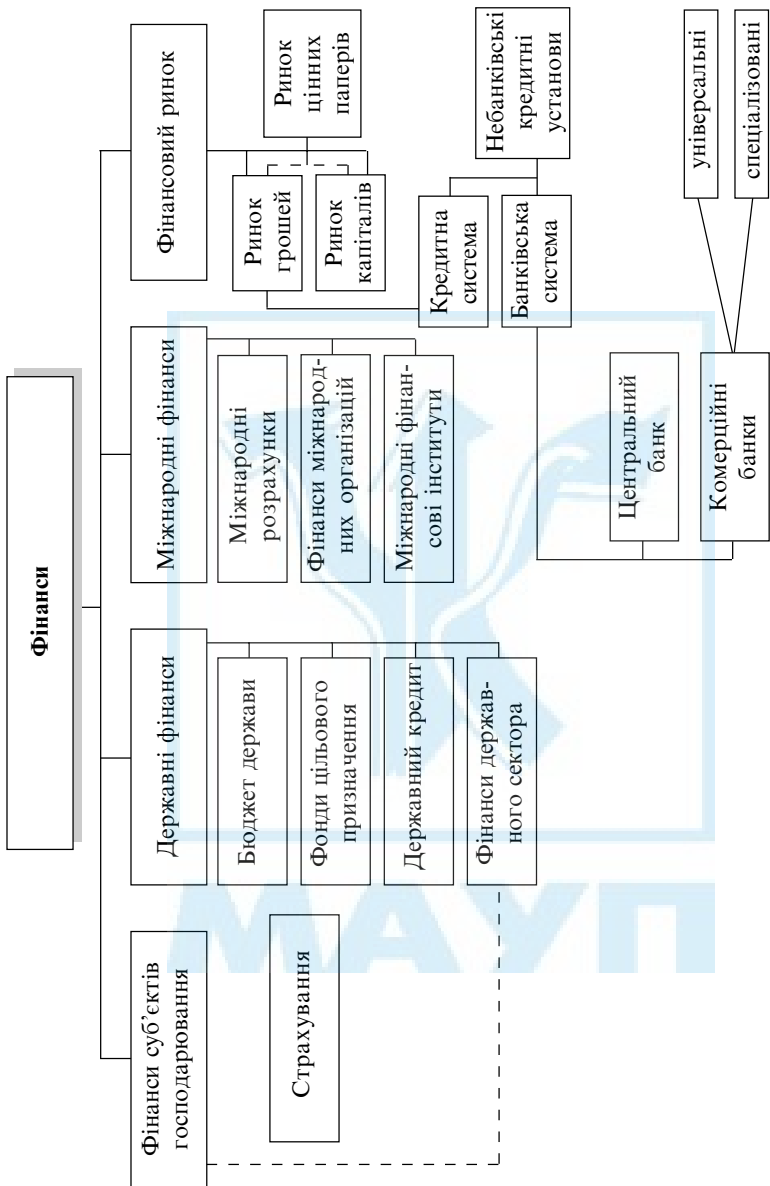 Фінанси
Фінанси суб’єктів
господарювання
Державні фінанси
Міжнародні фінанси
Фінансовий ринок
Страхування
Бюджет держави
Фонди цільового
призначення
Державний кредит
Фінанси держав-
ного сектора
Міжнародні
розрахунки
Фінанси міжнарод-
них організацій
Міжнародні фінан-
сові інститути
Ринок
грошей
Ринок
капіталів
Ринок
цінних
паперів
Кредитна
система
Банківська
система
Небанківські
кредитні
установи
Центральний
банк
Комерційні
банки
універсальні
спеціалізовані
МАУП